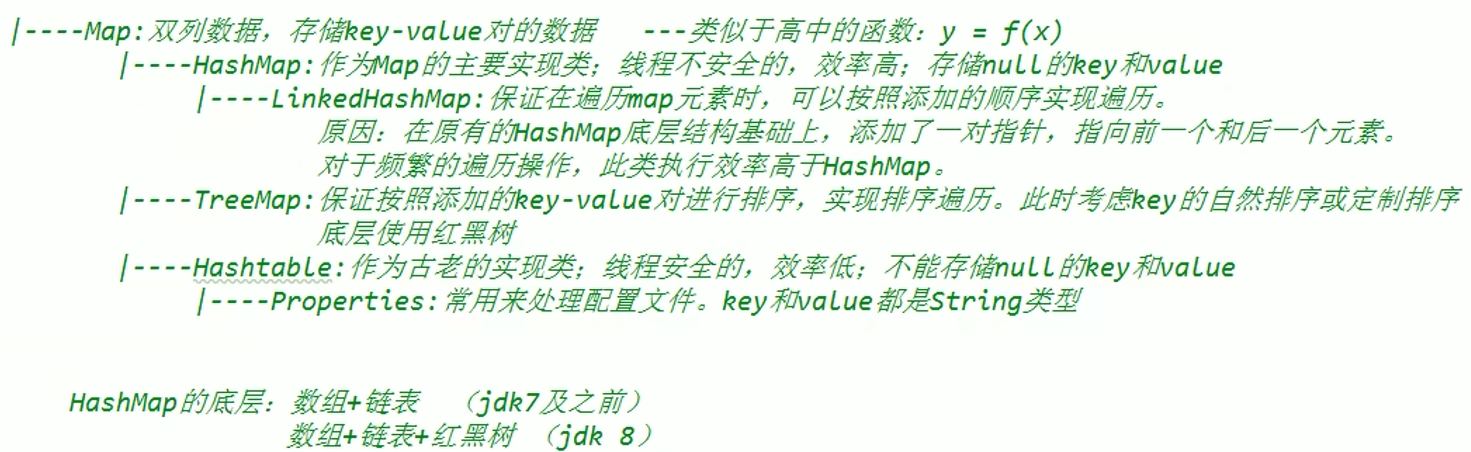 |----Map:双列数据，存储key-value对的数据   ---类似于高中的函数：y = f(x)
|----HashMap:作为Map的主要实现类；线程不安全的，效率高；存储null的key和value
|----LinkedHashMap:保证在遍历map元素时，可以按照添加的顺序实现遍历。
原因：在原有的HashMap底层结构基础上，添加了一对指针，指向前一个和后一个元素。
对于频繁的遍历操作，此类执行效率高于HashMap。
|----TreeMap:保证按照添加的key-value对进行排序，实现排序遍历。此时考虑key的自然排序或定制排序
底层使用红黑树
|----Hashtable:作为古老的实现类；线程安全的，效率低；不能存储null的key和value
|----Properties:常用来处理配置文件。key和value都是String类型
HashMap的底层：数组+链表  （jdk7及之前）
数组+链表+红黑树 （jdk 8）